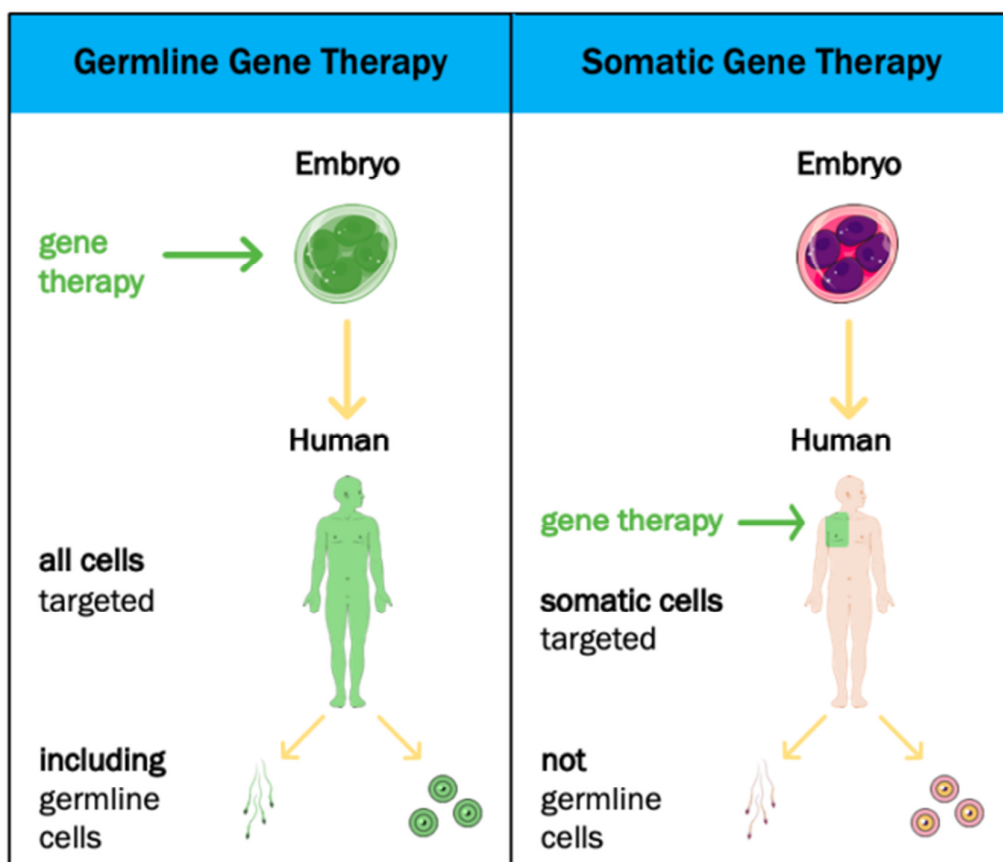 Germline Gene Therapy
Embryo
gene
therapy
Human
all cells
targeted
including
germline
cells
Somatic Gene Therapy
Embryo
Human
gene therapy
somatic cells
targeted
not
germline
cells